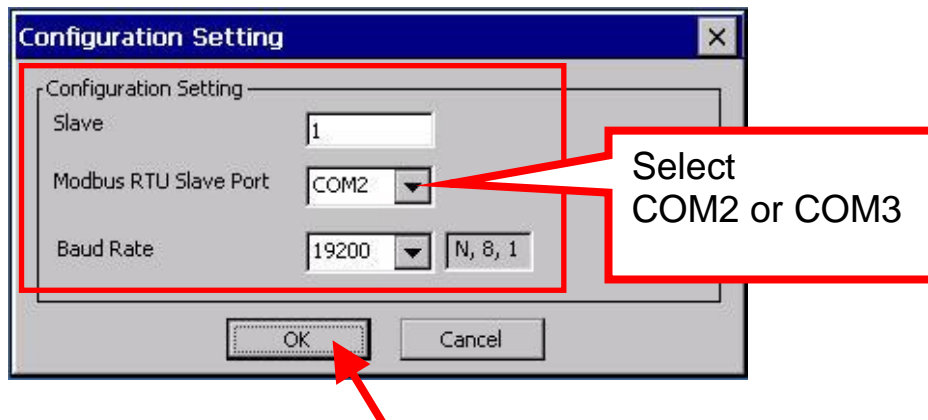 Configuration Setting
Configuration Setting
Slave
1
Modbus RTU Slave Port
COM2
Select
COM2 or COM3
Baud Rate
19200
N, 8, 1
OK
Cancel